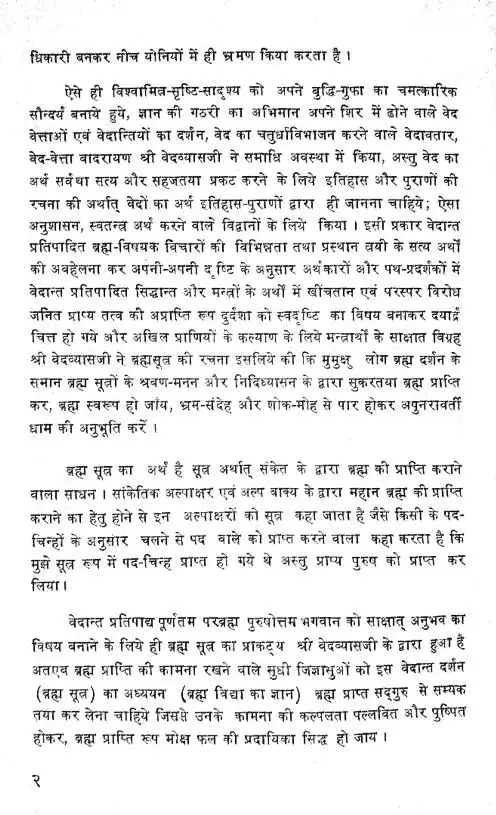 धिकारी बनकर नीच योनियों में ही भ्रमण किया करता है ।
ऐसे ही विश्वामित्र-सृष्टि-सादृश्य को अपने बुद्धि-गुफा का चमत्कारिक
सौन्दर्य बनाये हुये, ज्ञान की गठरी का अभिमान अपने शिर में ढोने वाले वेद
वेत्ताओं एवं वेदान्तियों का दर्शन, वेद का चतुर्धाविभाजन करने वाले वेदावतार,
वेद-वेत्ता वादरायण श्री वेदव्यासजी ने समाधि अवस्था में किया, अस्तु वेद का
अर्थ सर्वथा सत्य और सहजतया प्रकट करने के लिये इतिहास और पुराणों की
रचना की अर्थात् वेदों का अर्थ इतिहास-पुराणों द्वारा ही जानना चाहिये; ऐसा
अनुशासन, स्वतन्त्र अर्थ करने वाले विद्वानों के लिये किया । इसी प्रकार वेदान्त
प्रतिपादित ब्रह्म-विषयक विचारों की विभिन्नता तथा प्रस्थान त्रयी के सत्य अर्थों
की अवहेलना कर अपनी-अपनी दृष्टि के अनुसार अर्थकारों और पथ-प्रदर्शकों में
वेदान्त प्रतिपादित सिद्धान्त और मन्त्रों के अर्थों में खींचतान एवं परस्पर विरोध
जनित प्राप्य तत्व की अप्राप्ति रूप दुर्दशा को स्वदृष्टि का विषय बनाकर दयार्द्र
चित्त हो गये और अखिल प्राणियों के कल्याण के लिये मन्त्रार्थों के साक्षात विग्रह
श्री वेदव्यासजी ने ब्रह्मसूत्र की रचना इसलिये की कि मुमुक्षु लोग ब्रह्म दर्शन के
समान ब्रह्म सूत्रों के श्रवण-मनन और निदिध्यासन के द्वारा सुकरतया ब्रह्म प्राप्ति
कर, ब्रह्म स्वरूप हो जाँय, भ्रम-संदेह और शोक-मोह से पार होकर अपुनरावर्ती
धाम की अनुभूति करें ।
ब्रह्म सूत्र का अर्थ है सूत्र अर्थात् संकेत के द्वारा ब्रह्म की प्राप्ति कराने
वाला साधन । सांकेतिक अल्पाक्षर एवं अल्प वाक्य के द्वारा महान ब्रह्म की प्राप्ति
कराने का हेतु होने से इन अल्पाक्षरों को सूत्र कहा जाता है जैसे किसी के पद-
चिन्हों के अनुसार चलने से पद वाले को प्राप्त करने वाला कहा करता है कि
मुझे सूत्र रूप में पद-चिन्ह प्राप्त हो गये थे अस्तु प्राप्य पुरुष को प्राप्त कर
लिया।
वेदान्त प्रतिपाद्य पूर्णतम परब्रह्म पुरुषोत्तम भगवान को साक्षात् अनुभव का
विषय बनाने के लिये ही ब्रह्म सूत्र का प्राकट्य श्री वेदव्यासजी के द्वारा हुआ है
अतएव ब्रह्म प्राप्ति की कामना रखने वाले सुधी जिज्ञाभुओं को इस वेदान्त दर्शन
(ब्रह्म सूत्र) का अध्ययन (ब्रह्म विद्या का ज्ञान) ब्रह्म प्राप्त सद्गुरु से सम्यक
तया कर लेना चाहिये जिससे उनके कामना की कल्पलता पल्लवित और पुष्पित
होकर, ब्रह्म प्राप्ति रूप मोक्ष फल की प्रदायिका सिद्ध हो जाय ।
२